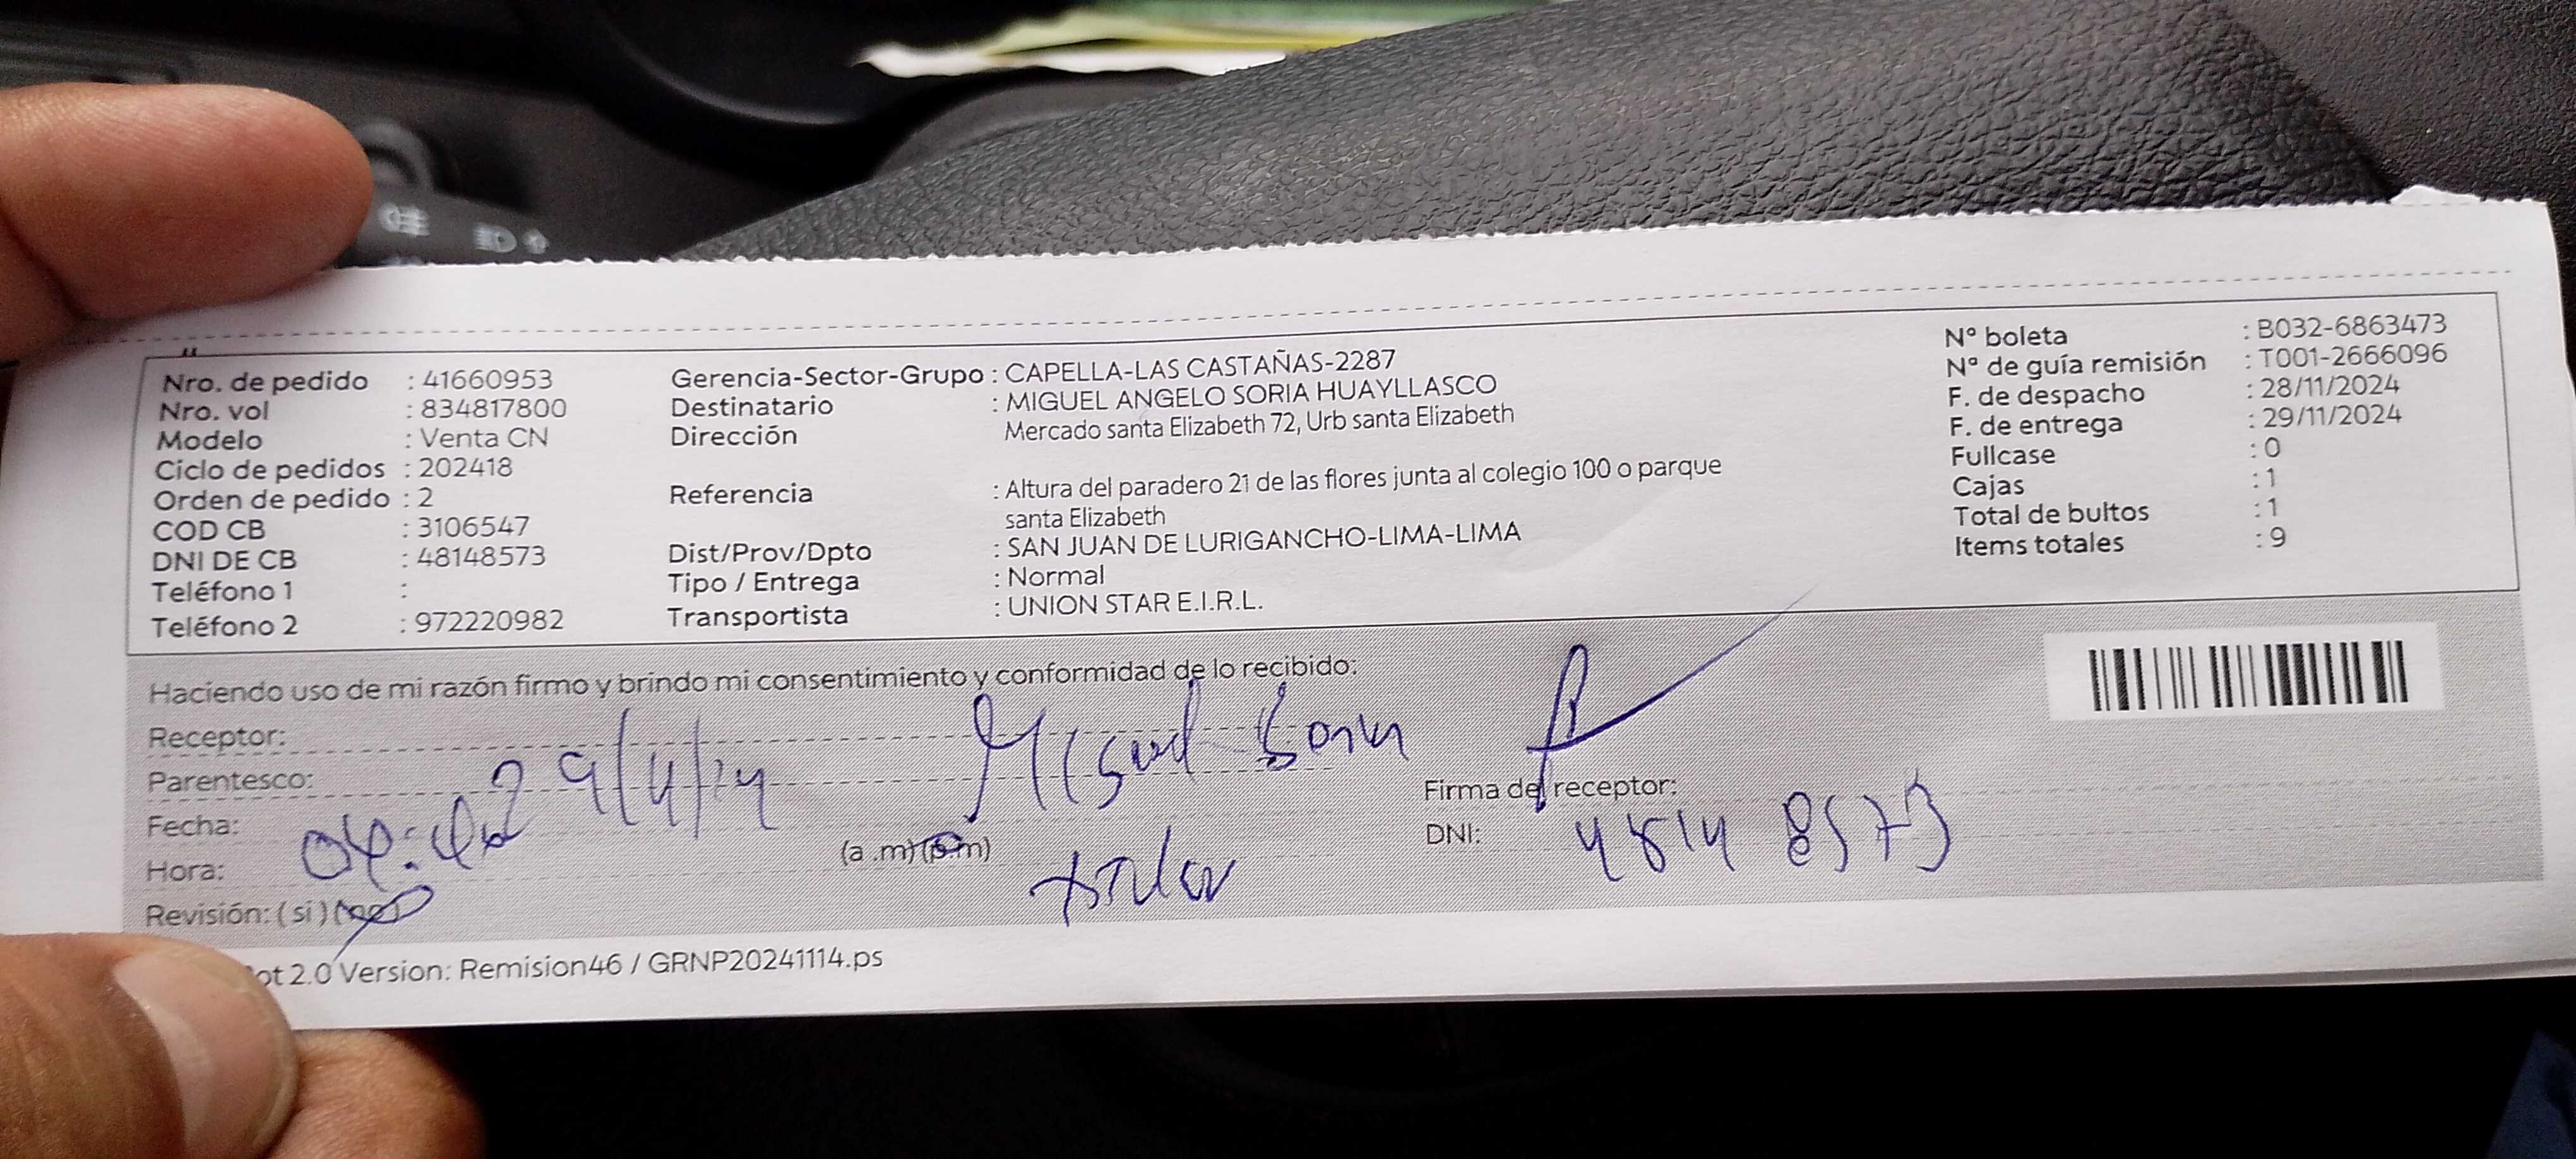 Nro. de pedido : 41660953
Nro. vol : 834817800
Modelo : Venta CN
Ciclo de pedidos : 202418
Orden de pedido : 2
COD CB : 3106547
DNI DE CB : 48148573
Teléfono 1 :
Teléfono 2 : 972220982
Gerencia-Sector-Grupo : CAPELLA-LAS CASTAÑAS-2287
Destinatario : MIGUEL ANGELO SORIA HUAYLLASCO
Dirección Mercado santa Elizabeth 72, Urb santa Elizabeth
Referencia : Altura del paradero 21 de las flores junta al colegio 100 o parque
santa Elizabeth
Dist/Prov/Dpto : SAN JUAN DE LURIGANCHO-LIMA-LIMA
Tipo / Entrega : Normal
Transportista : UNION STAR E.I.R.L.
N° boleta : B032-6863473
N° de guía remisión : T001-2666096
F. de despacho : 28/11/2024
F. de entrega : 29/11/2024
Fullcase : 0
Cajas : 1
Total de bultos : 1
Items totales : 9
Haciendo uso de mi razón firmo y brindo mi consentimiento y conformidad de lo recibido:
Receptor: Miguel Soria
Parentesco:
Fecha: 29/11/24
Hora: (a .m) (p.m)
Revisión: ( si ) (no)
Firma del receptor:
DNI: 48148573
ot 2.0 Version: Remision46 / GRNP20241114.ps